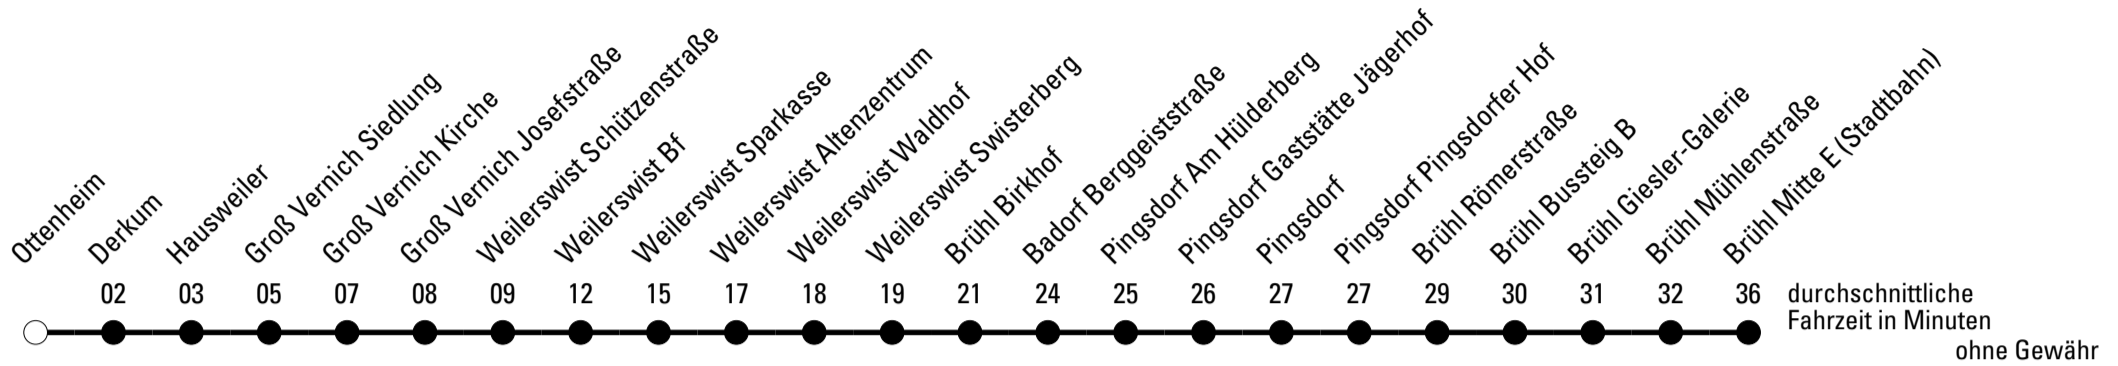 Ottenheim
Derkum
Hausweiler
Groß Vernich Siedlung
Groß Vernich Kirche
Groß Vernich Josefstraße
Weilerswist Schützenstraße
Weilerswist Bf
Weilerswist Sparkasse
Weilerswist Altenzentrum
Weilerswist Waldhof
Weilerswist Swisterberg
Brühl Birkhof
Badorf Berggeiststraße
Pingsdorf Am Hülderberg
Pingsdorf Gaststätte Jägerhof
Pingsdorf
Pingsdorf Pingsdorfer Hof
Brühl Römerstraße
Brühl Bussteig B
Brühl Giesler-Galerie
Brühl Mühlenstraße
Brühl Mitte E (Stadtbahn)
02 03 05 07 08 09 12 15 17 18 19 21 24 25 26 27 27 29 30 31 32 36
durchschnittliche
Fahrzeit in Minuten
ohne Gewähr